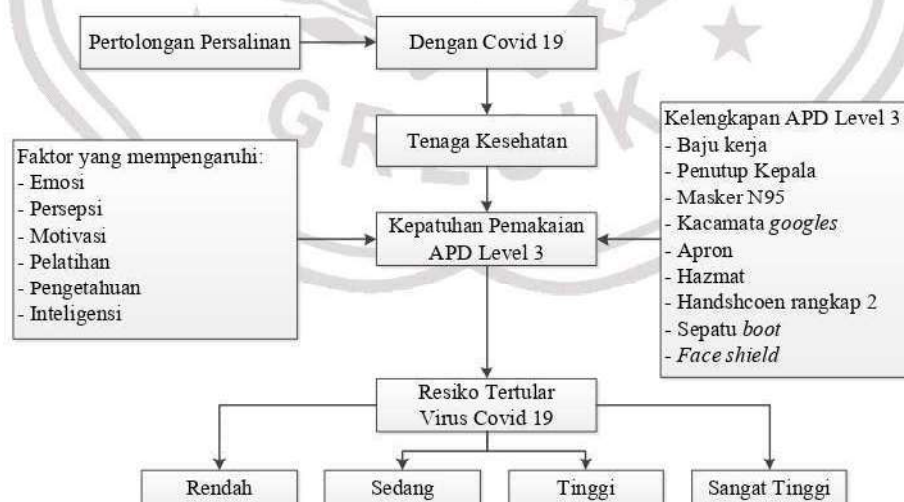 Pertolongan Persalinan
Dengan Covid 19
GRESIK
Tenaga Kesehatan
Faktor yang mempengaruhi:
- Emosi
- Persepsi
- Motivasi
- Pelatihan
- Pengetahuan
- Inteligensi
Kepatuhan Pemakaian
APD Level 3
Kelengkapan APD Level 3
- Baju kerja
- Penutup Kepala
- Masker N95
- Kacamata googles
- Apron
- Hazmat
- Handshcoen rangkap 2
- Sepatu boot
- Face shield
Resiko Tertular
Virus Covid 19
Rendah
Sedang
Tinggi
Sangat Tinggi